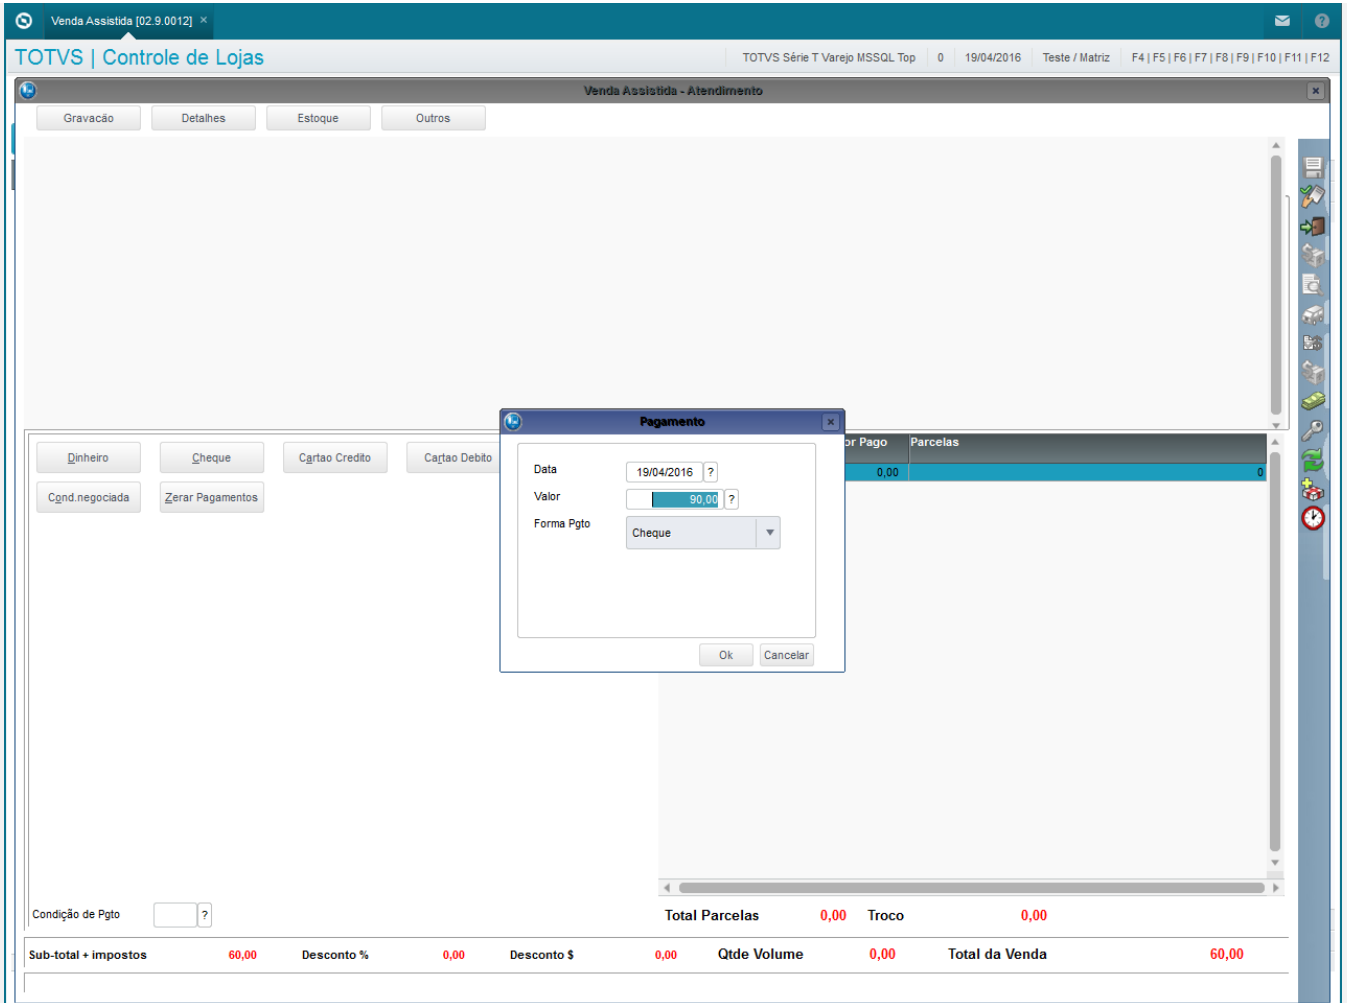 Venda Assistida [02.9.0012] ×
TOTVS | Controle de Lojas
TOTVS Série T Varejo MSSQL Top 0 19/04/2016 Teste / Matriz F4 | F5 | F6 | F7 | F8 | F9 | F10 | F11 | F12
Venda Assistida - Atendimento
Gravacão Detalhes Estoque Outros
Pagamento
Data 19/04/2016 ?
Valor 90,00 ?
Forma Pgto Cheque
Ok Cancelar
Dinheiro Cheque Cartao Credito Cartao Debito
Cond.negociada Zerar Pagamentos
Pago Parcelas
0,00 0
Condição de Pgto ?
Total Parcelas 0,00 Troco 0,00
Sub-total + impostos 60,00 Desconto % 0,00 Desconto $ 0,00 Qtde Volume 0,00 Total da Venda 60,00